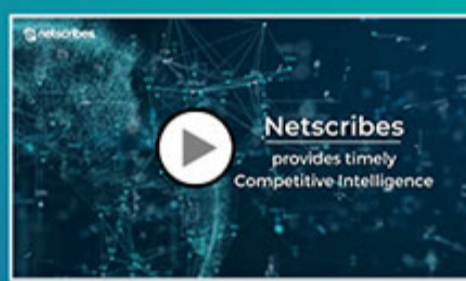 netscribes
Netscribes
provides timely
Competitive Intelligence